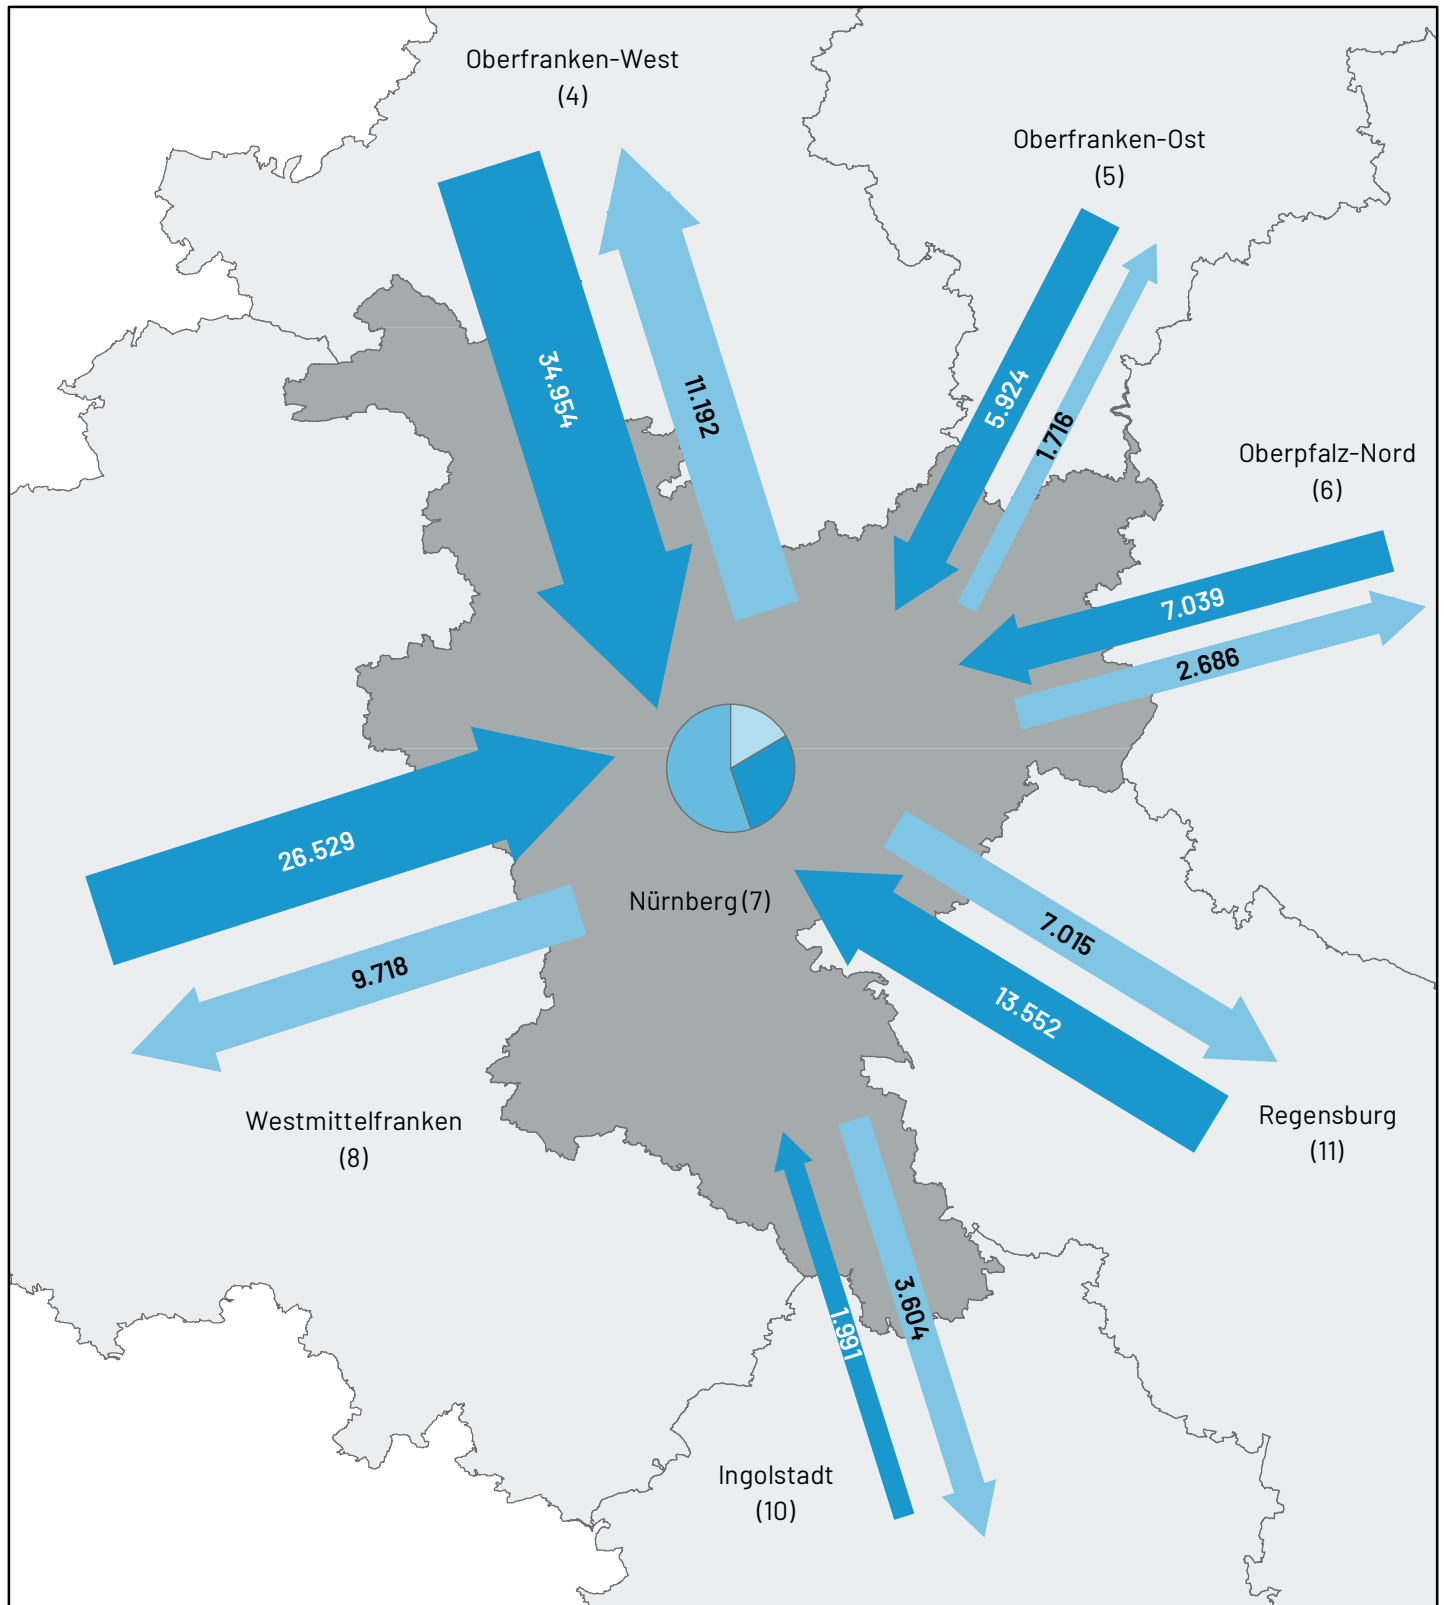 Oberfranken-West
(4)
Oberfranken-Ost
(5)
34.954
11.192
5.924
1.716
Oberpfalz-Nord
(6)
7.039
2.686
26.529
Nürnberg (7)
9.718
7.015
13.552
Westmittelfranken
(8)
Regensburg
(11)
1.991
3.604
Ingolstadt
(10)